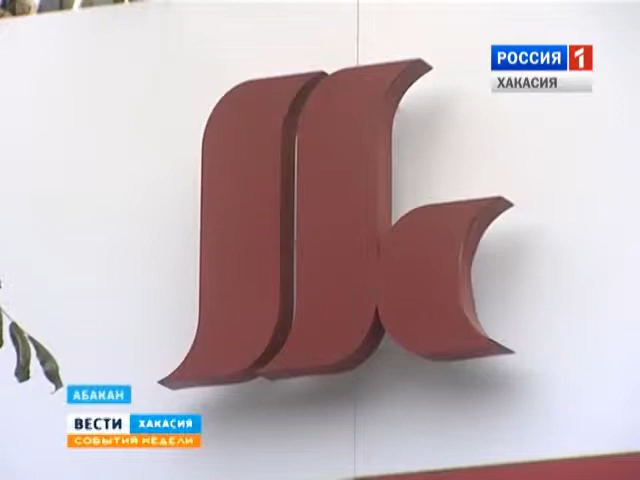 РОССИЯ 1
ХАКАСИЯ
АБАКАН
ВЕСТИ ХАКАСИЯ
СОБЫТИЯ НЕДЕЛИ